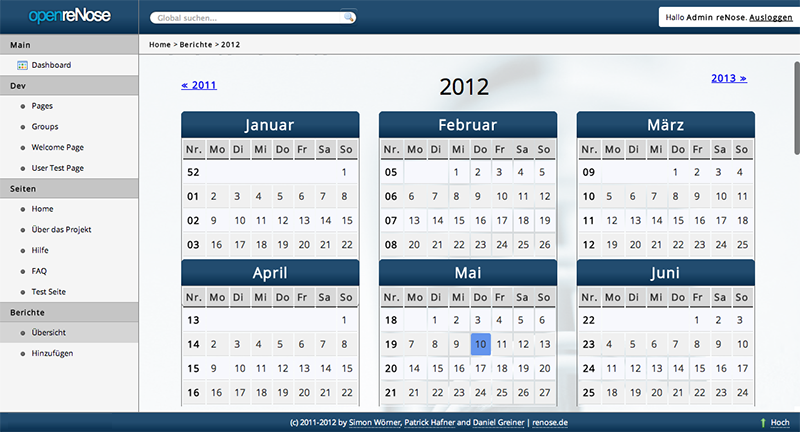 openreNose
Global suchen...
Hallo Admin reNose. Ausloggen
Main
Dashboard
Dev
Pages
Groups
Welcome Page
User Test Page
Seiten
Home
Über das Projekt
Hilfe
FAQ
Test Seite
Berichte
Übersicht
Hinzufügen
Home > Berichte > 2012
« 2011
2012
2013 »
Januar
Nr. Mo Di Mi Do Fr Sa So
52 1
01 2 3 4 5 6 7 8
02 9 10 11 12 13 14 15
03 16 17 18 19 20 21 22
Februar
Nr. Mo Di Mi Do Fr Sa So
05 1 2 3 4 5
06 6 7 8 9 10 11 12
07 13 14 15 16 17 18 19
08 20 21 22 23 24 25 26
März
Nr. Mo Di Mi Do Fr Sa So
09 1 2 3 4
10 5 6 7 8 9 10 11
11 12 13 14 15 16 17 18
12 19 20 21 22 23 24 25
April
Nr. Mo Di Mi Do Fr Sa So
13 1
14 2 3 4 5 6 7 8
15 9 10 11 12 13 14 15
16 16 17 18 19 20 21 22
Mai
Nr. Mo Di Mi Do Fr Sa So
18 1 2 3 4 5 6
19 7 8 9 10 11 12 13
20 14 15 16 17 18 19 20
21 21 22 23 24 25 26 27
Juni
Nr. Mo Di Mi Do Fr Sa So
22 1 2 3
23 4 5 6 7 8 9 10
24 11 12 13 14 15 16 17
25 18 19 20 21 22 23 24
(c) 2011-2012 by Simon Wörner, Patrick Hafner and Daniel Greiner | renose.de
Hoch